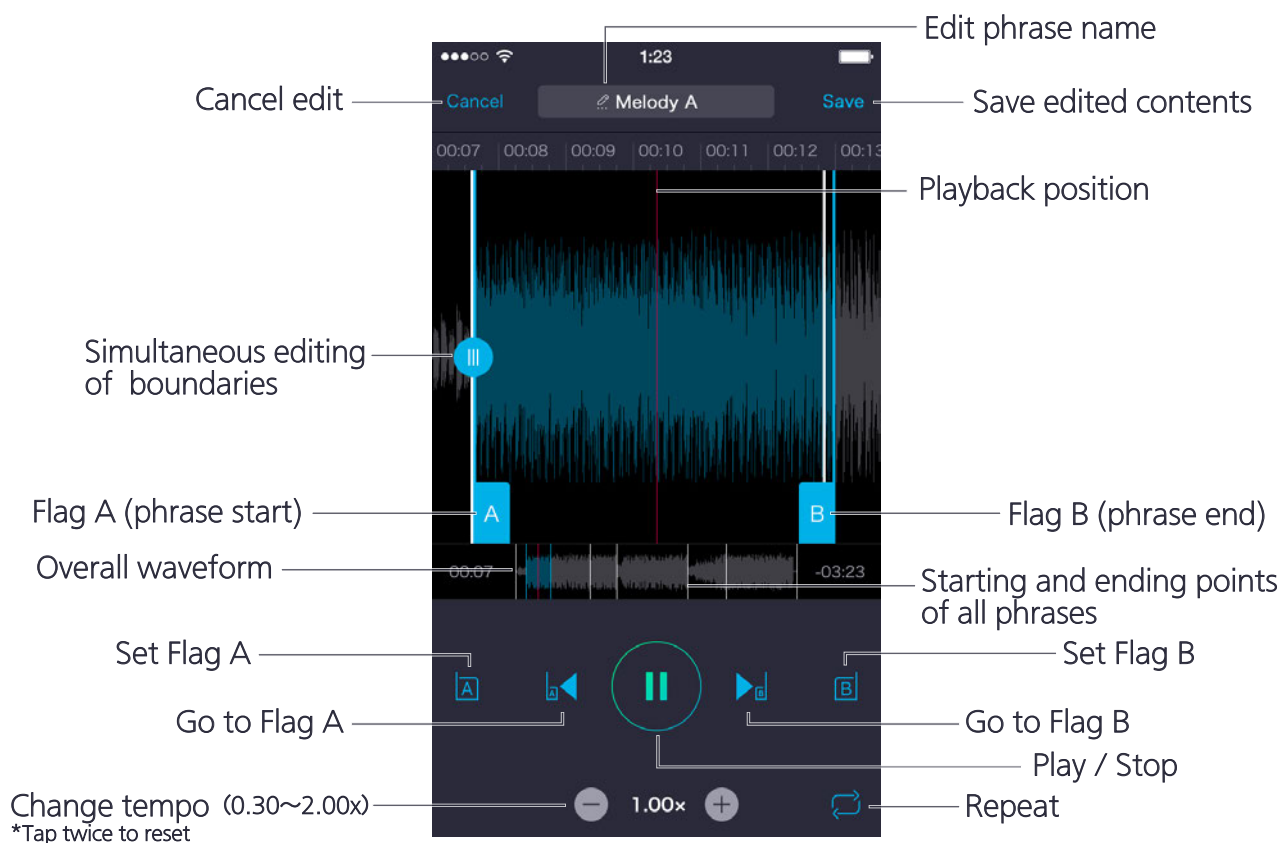 Edit phrase name
1:23
Cancel edit
Cancel
Melody A
Save
Save edited contents
00:07 00:08 00:09 00:10 00:11 00:12 00:13
Playback position
Simultaneous editing
of boundaries
Flag A (phrase start)
A
B
Flag B (phrase end)
Overall waveform
00:07
-03:23
Starting and ending points
of all phrases
Set Flag A
Set Flag B
A
A
B
B
Go to Flag A
Go to Flag B
Play / Stop
Change tempo (0.30～2.00x)
*Tap twice to reset
1.00×
Repeat